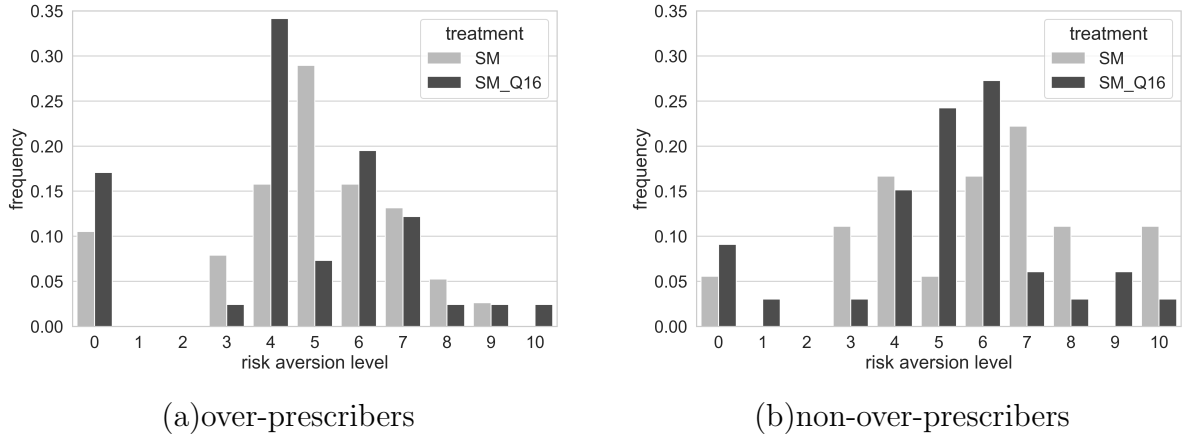 0.35
0.30
0.25
0.20
0.15
0.10
0.05
0.00
frequency
treatment
SM
SM_Q16
0 1 2 3 4 5 6 7 8 9 10
risk aversion level
(a)over-prescribers
0.35
0.30
0.25
0.20
0.15
0.10
0.05
0.00
frequency
treatment
SM
SM_Q16
0 1 2 3 4 5 6 7 8 9 10
risk aversion level
(b)non-over-prescribers